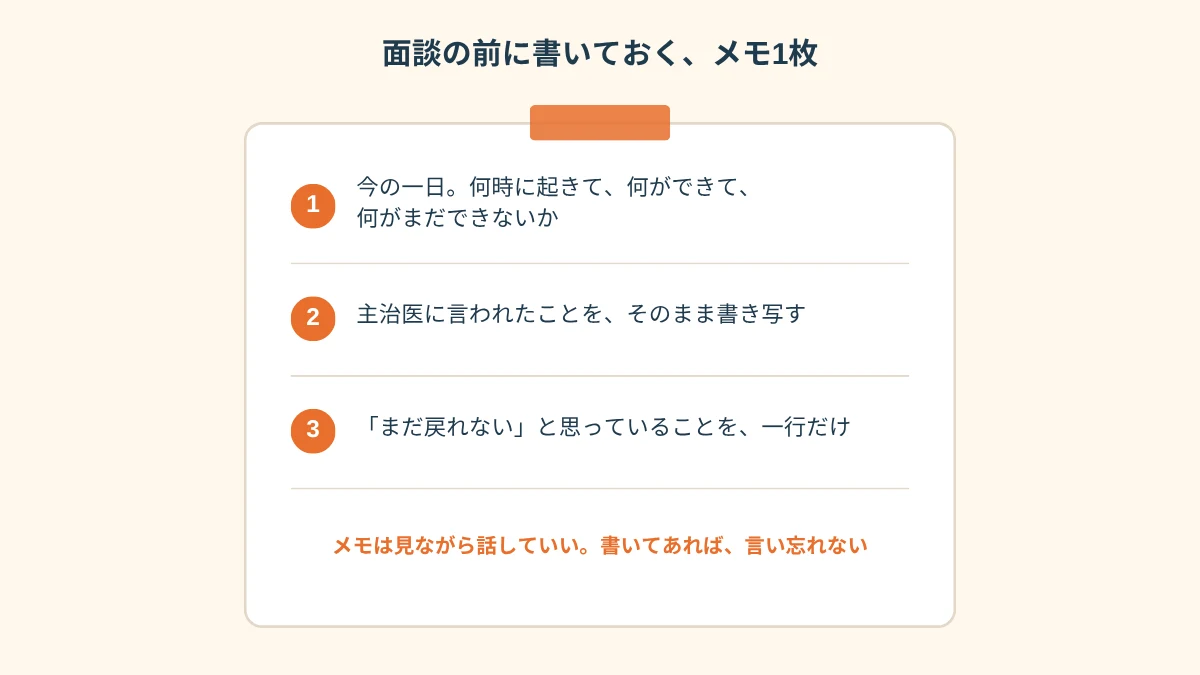 面談の前に書いておく、メモ1枚
1
今の一日。何時に起きて、何ができて、
何がまだできないか
2
主治医に言われたことを、そのまま書き写す
3
「まだ戻れない」と思っていることを、一行だけ
メモは見ながら話していい。書いてあれば、言い忘れない